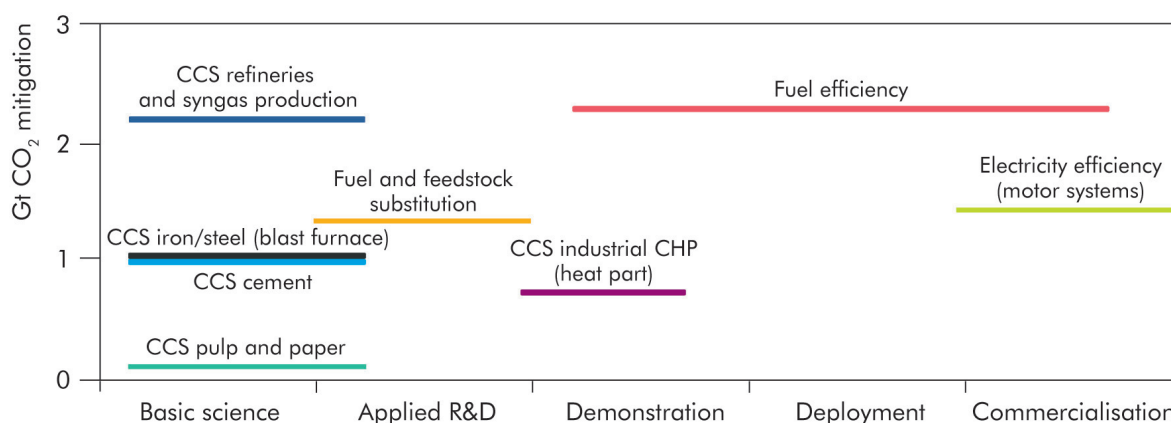 Gt CO₂ mitigation
3
2
1
0
CCS refineries
and syngas production
Fuel efficiency
Fuel and feedstock
substitution
Electricity efficiency
(motor systems)
CCS iron/steel (blast furnace)
CCS cement
CCS industrial CHP
(heat part)
CCS pulp and paper
Basic science
Applied R&D
Demonstration
Deployment
Commercialisation